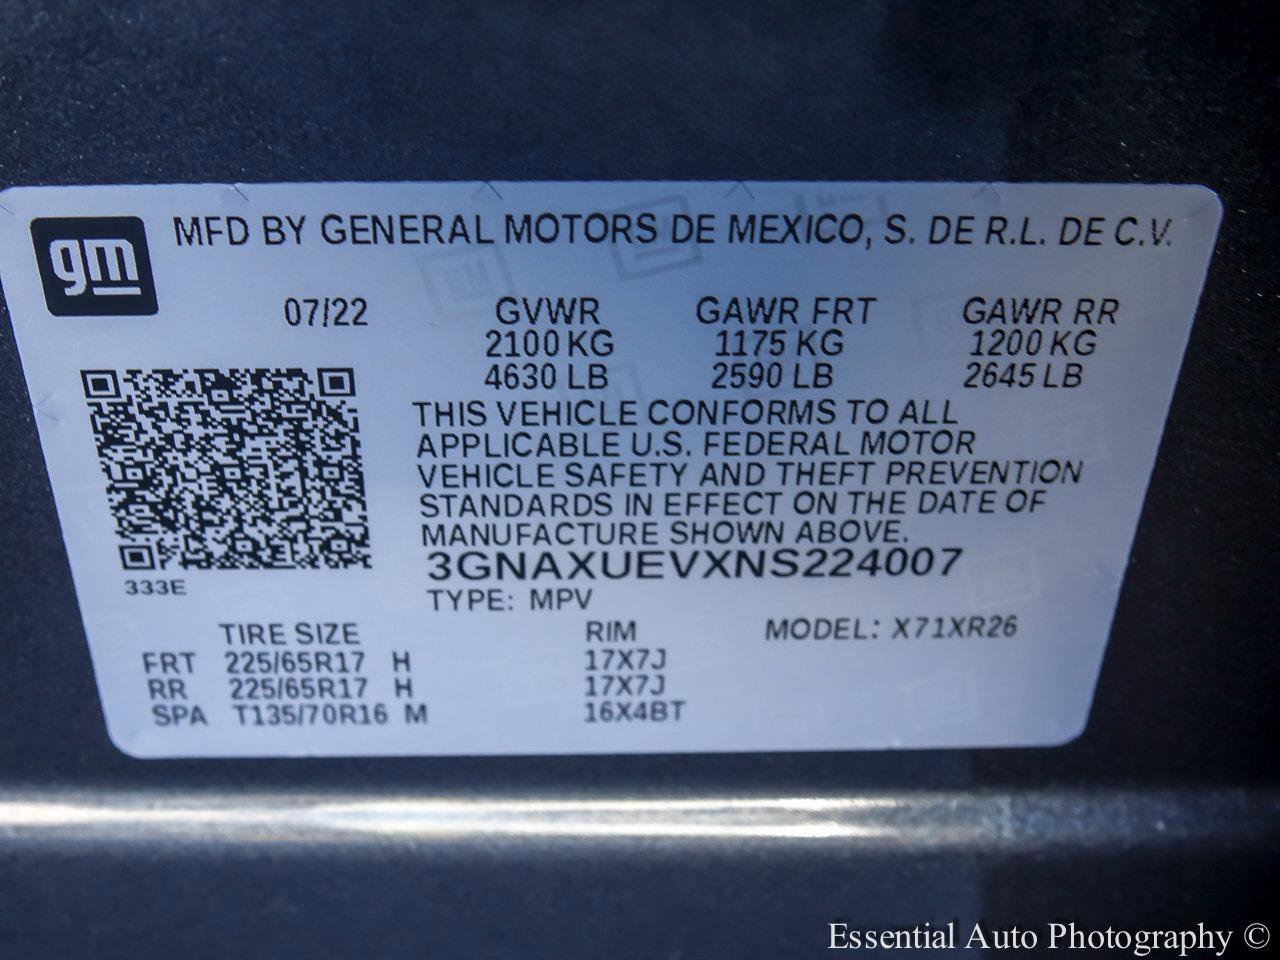 gm
MFD BY GENERAL MOTORS DE MEXICO, S. DE R.L. DE C.V.
07/22 GVWR GAWR FRT GAWR RR
2100 KG 1175 KG 1200 KG
4630 LB 2590 LB 2645 LB
THIS VEHICLE CONFORMS TO ALL
APPLICABLE U.S. FEDERAL MOTOR
VEHICLE SAFETY AND THEFT PREVENTION
STANDARDS IN EFFECT ON THE DATE OF
MANUFACTURE SHOWN ABOVE.
3GNAXUEVXNS224007
333E
TYPE: MPV
TIRE SIZE RIM MODEL: X71XR26
FRT 225/65R17 H 17X7J
RR 225/65R17 H 17X7J
SPA T135/70R16 M 16X4BT
Essential Auto Photography ©